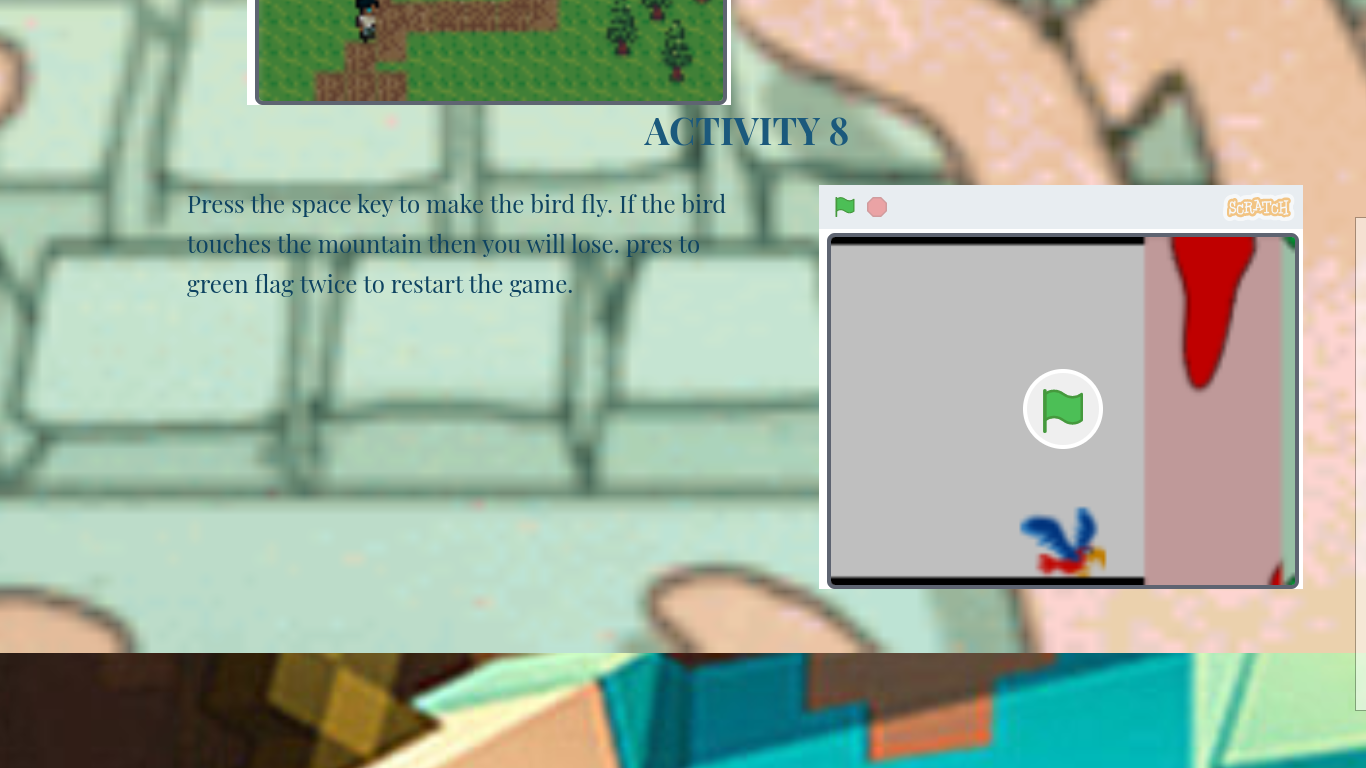 ACTIVITY 8
Press the space key to make the bird fly. If the bird
touches the mountain then you will lose. pres to
green flag twice to restart the game.
SCRATCH